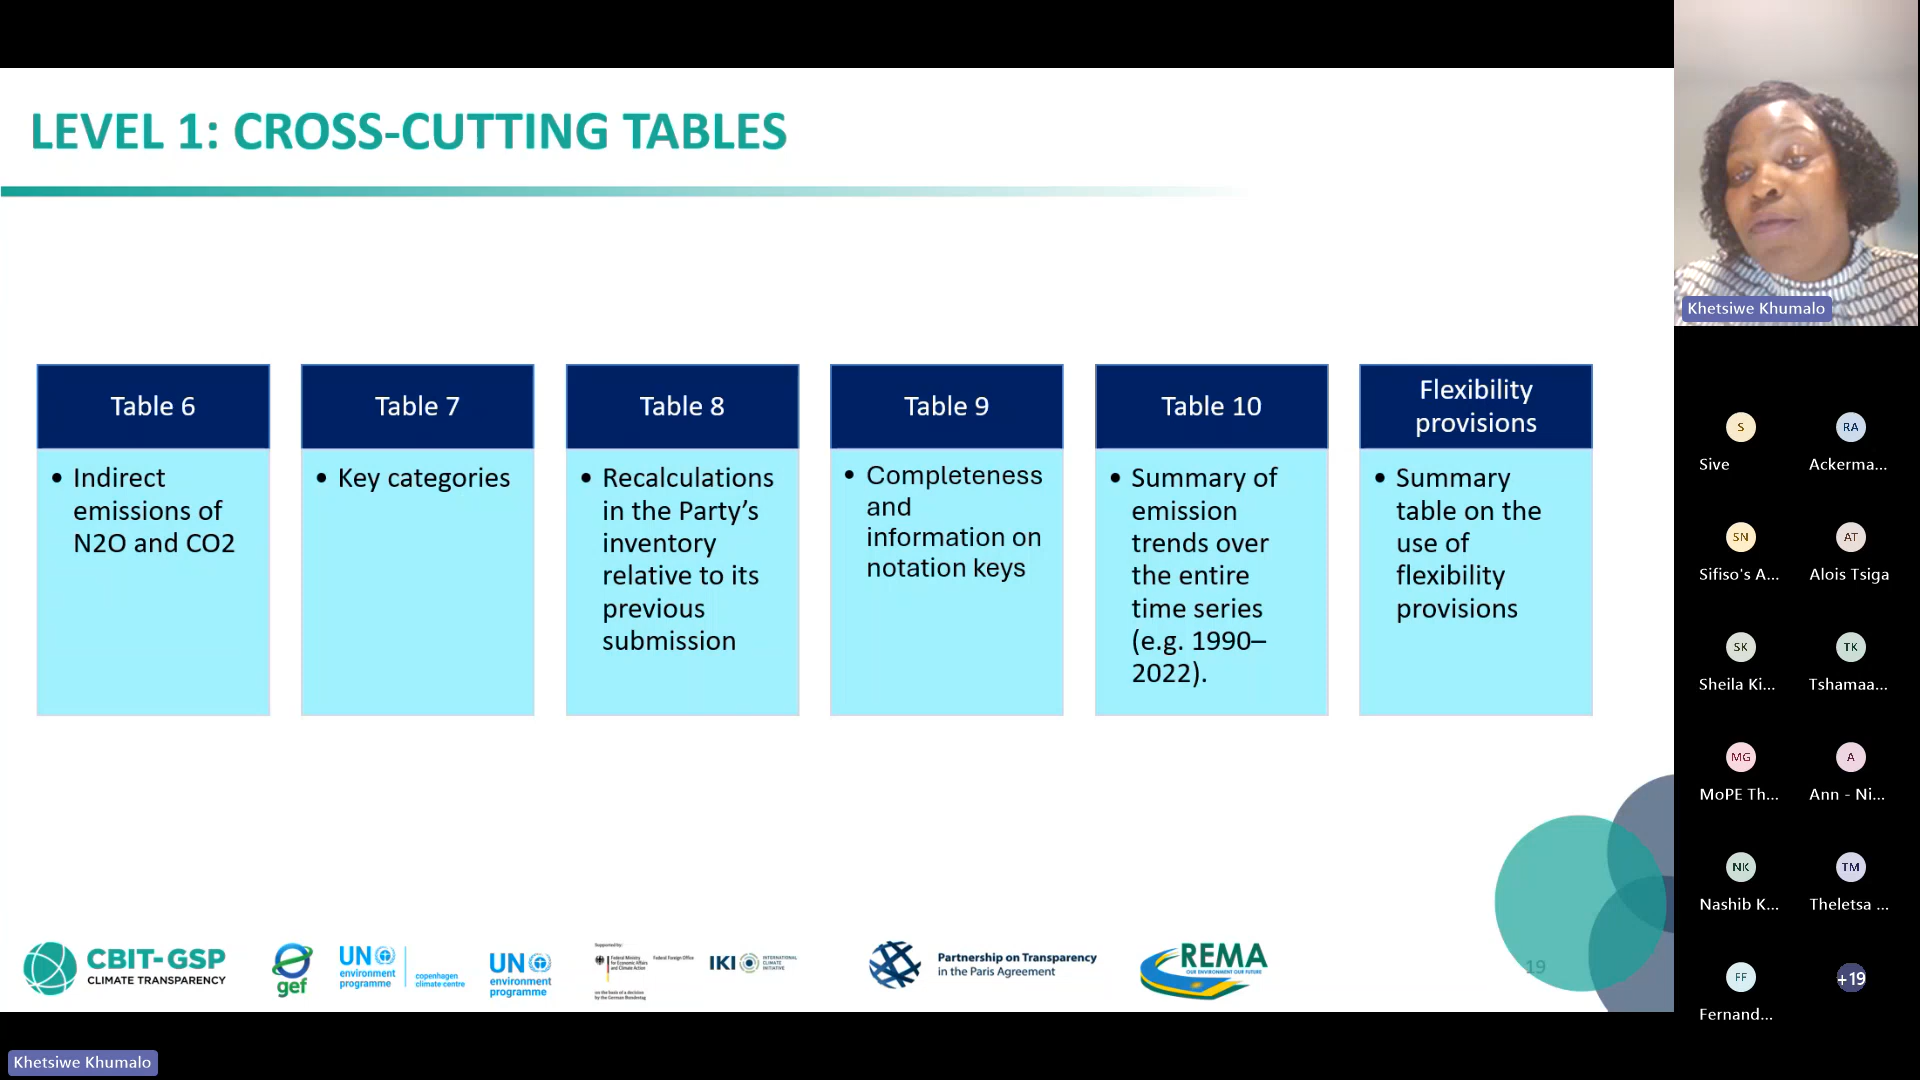 LEVEL 1: CROSS-CUTTING TABLES
Table 6
• Indirect
emissions of
N2O and CO2
Table 7
• Key categories
Table 8
• Recalculations
in the Party’s
inventory
relative to its
previous
submission
Table 9
• Completeness
and
information on
notation keys
Table 10
• Summary of
emission
trends over
the entire
time series
(e.g. 1990–
2022).
Flexibility
provisions
• Summary
table on the
use of
flexibility
provisions
CBIT-GSP
CLIMATE TRANSPARENCY
gef
UN
environment
programme
copenhagen
climate centre
UN
environment
programme
Supported by:
Federal Ministry
for Economic Affairs
and Climate Action
Federal Foreign Office
on the basis of a decision
by the German Bundestag
IKI
INTERNATIONAL
CLIMATE
INITIATIVE
Partnership on Transparency
in the Paris Agreement
REMA
OUR ENVIRONMENT OUR FUTURE
19
Khetsiwe Khumalo
S
Sive
RA
Ackerma...
SN
Sifiso's A...
AT
Alois Tsiga
SK
Sheila Ki...
TK
Tshamaa...
MG
MoPE Th...
A
Ann - Ni...
NK
Nashib K...
TM
Theletsa ...
FF
Fernand...
+19
Khetsiwe Khumalo